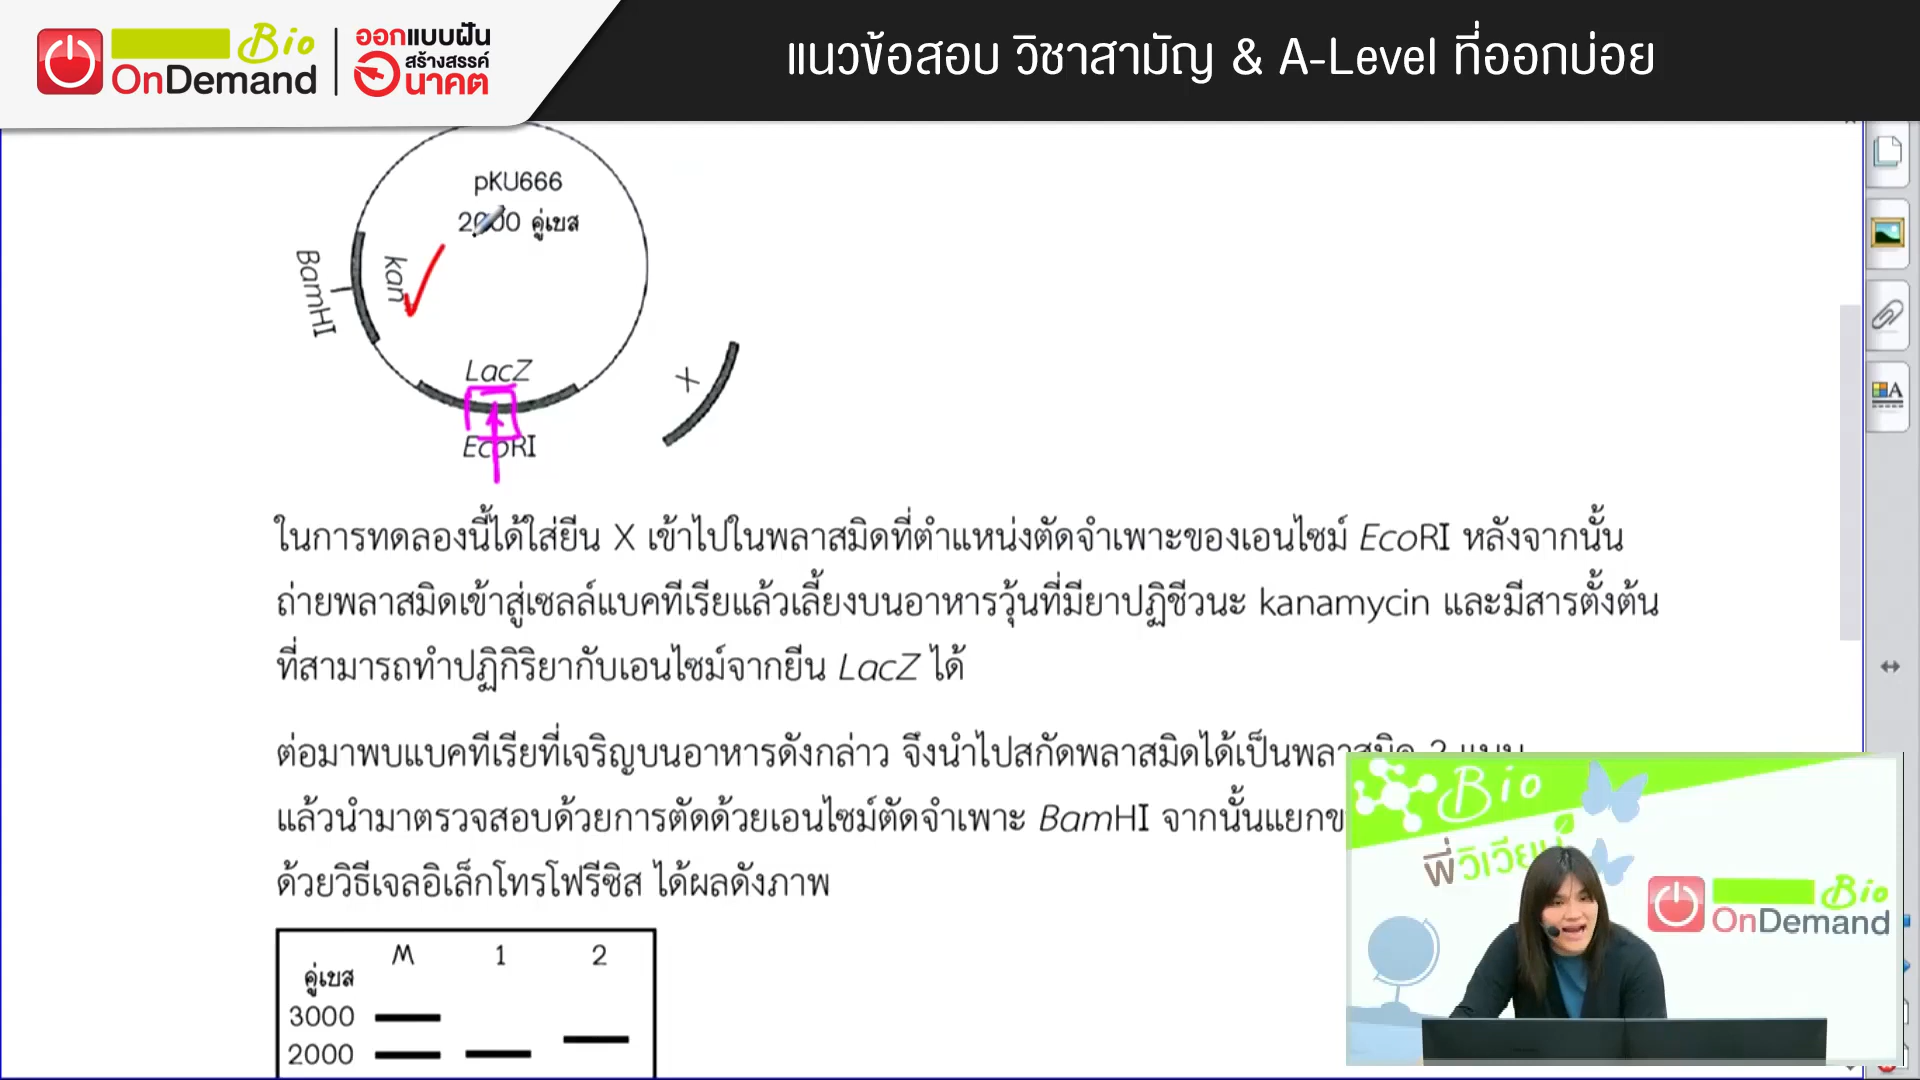 Bio
OnDemand
ออกแบบฝัน
สร้างสรรค์
อนาคต
แนวข้อสอบ วิชาสามัญ & A-Level ที่ออกบ่อย
pKU666
2000 คู่เบส
BamHI
kan
LacZ
EcoRI
X
ในการทดลองนี้ได้ใส่ยีน X เข้าไปในพลาสมิดที่ตำแหน่งตัดจำเพาะของเอนไซม์ EcoRI หลังจากนั้น
ถ่ายพลาสมิดเข้าสู่เซลล์แบคทีเรียแล้วเลี้ยงบนอาหารวุ้นที่มียาปฏิชีวนะ kanamycin และมีสารตั้งต้น
ที่สามารถทำปฏิกิริยากับเอนไซม์จากยีน LacZ ได้
ต่อมาพบแบคทีเรียที่เจริญบนอาหารดังกล่าว จึงนำไปสกัดพลาสมิดได้เป็นพลาสมิด 2 แบบ
แล้วนำมาตรวจสอบด้วยการตัดด้วยเอนไซม์ตัดจำเพาะ BamHI จากนั้นแยก
ด้วยวิธีเจลอิเล็กโทรโฟรีซิส ได้ผลดังภาพ
M 1 2
คู่เบส
3000
2000
Bio
พี่วิเวียน
Bio
OnDemand